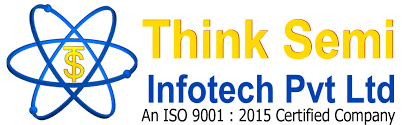 Think Semi
Infotech Pvt Ltd
An ISO 9001 : 2015 Certified Company